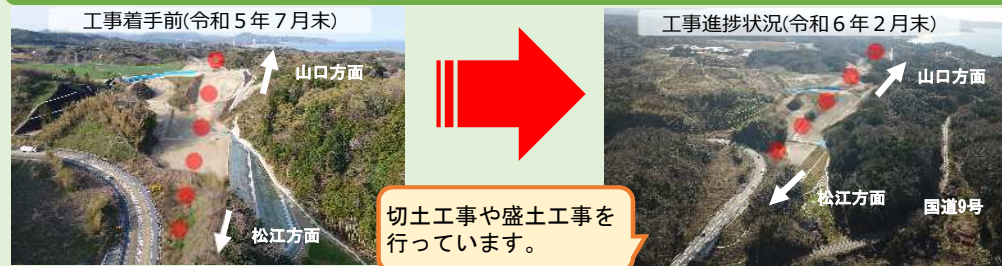 工事着手前(令和５年７月末)
山口方面
松江方面
切土工事や盛土工事を
行っています。
工事進捗状況(令和６年２月末)
山口方面
松江方面
国道9号